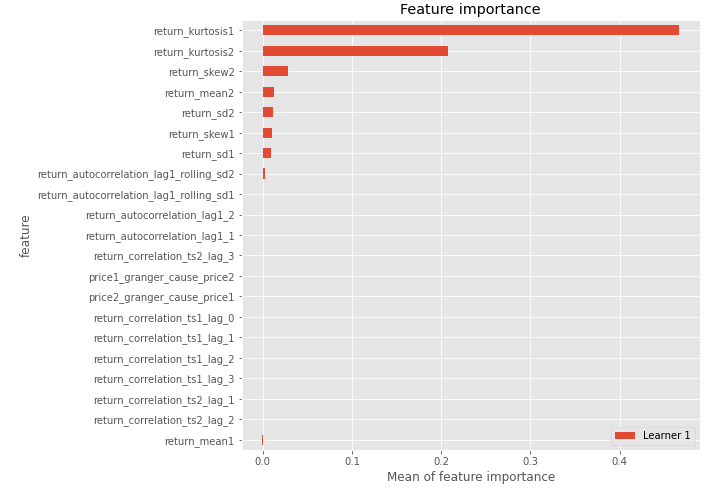 Feature importance
return_kurtosis1
return_kurtosis2
return_skew2
return_mean2
return_sd2
return_skew1
return_sd1
return_autocorrelation_lag1_rolling_sd2
return_autocorrelation_lag1_rolling_sd1
return_autocorrelation_lag1_2
return_autocorrelation_lag1_1
return_correlation_ts2_lag_3
price1_granger_cause_price2
price2_granger_cause_price1
return_correlation_ts1_lag_0
return_correlation_ts1_lag_1
return_correlation_ts1_lag_2
return_correlation_ts1_lag_3
return_correlation_ts2_lag_1
return_correlation_ts2_lag_2
return_mean1
feature
Learner 1
0.0 0.1 0.2 0.3 0.4
Mean of feature importance